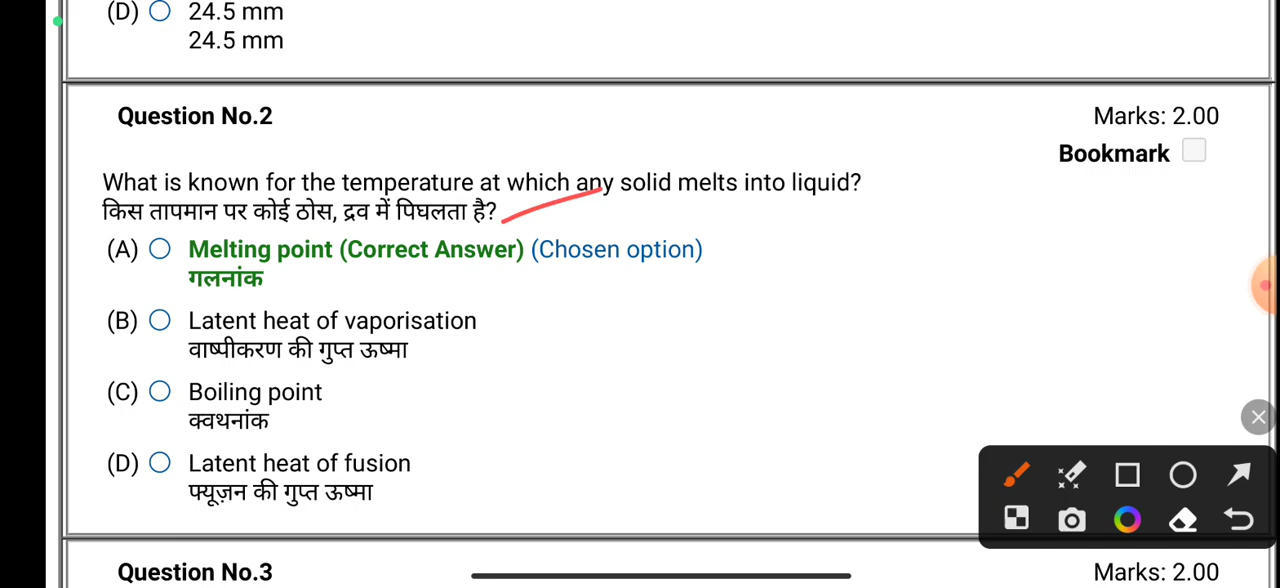 (D) 24.5 mm
24.5 mm
Question No.2 Marks: 2.00
Bookmark
What is known for the temperature at which any solid melts into liquid?
किस तापमान पर कोई ठोस, द्रव में पिघलता है?
(A) Melting point (Correct Answer) (Chosen option)
गलनांक
(B) Latent heat of vaporisation
वाष्पीकरण की गुप्त ऊष्मा
(C) Boiling point
क्वथनांक
(D) Latent heat of fusion
फ्यूज़न की गुप्त ऊष्मा
Question No.3 Marks: 2.00